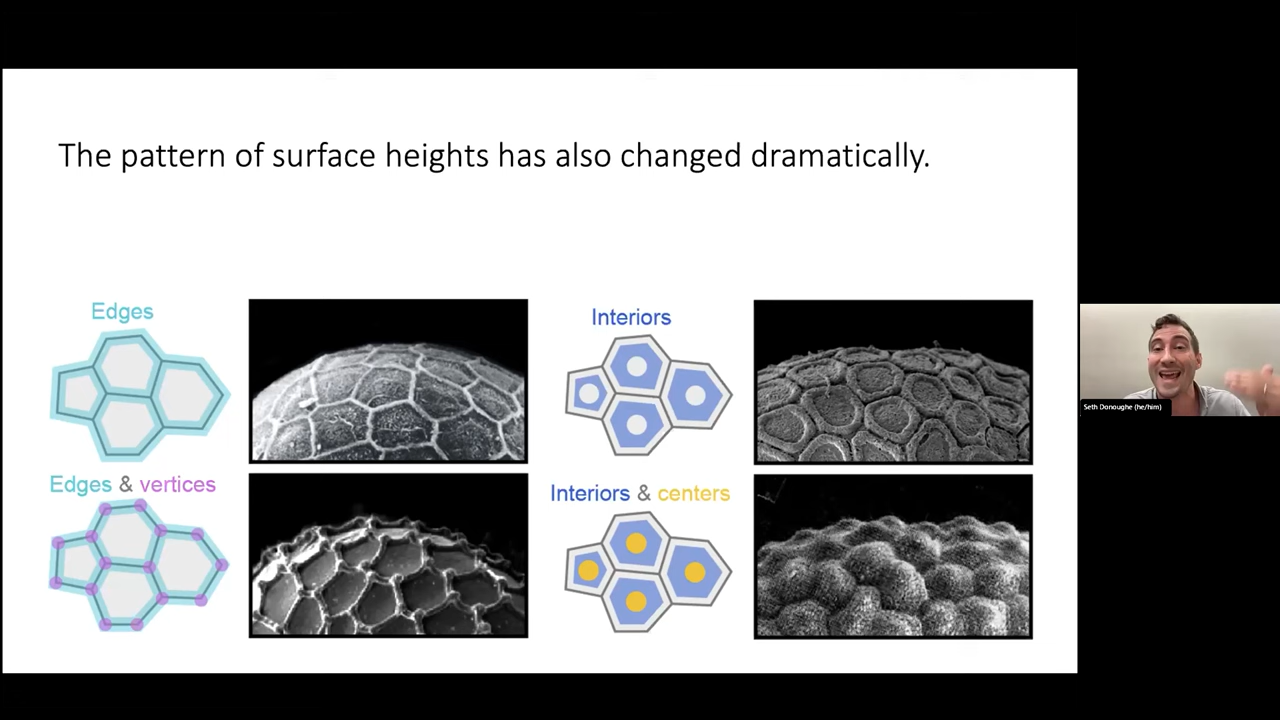 The pattern of surface heights has also changed dramatically.
Edges
Interiors
Edges & vertices
Interiors & centers
Seth Donoughe (he/him)